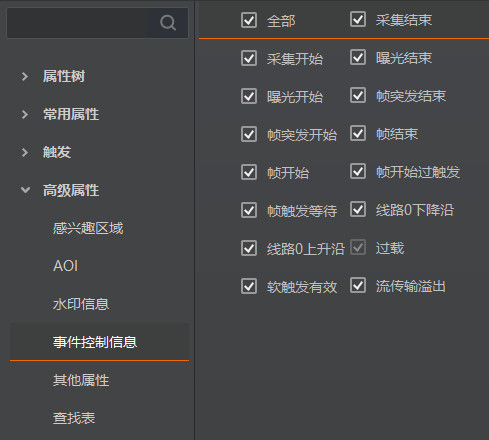 属性树
常用属性
触发
高级属性
感兴趣区域
AOI
水印信息
事件控制信息
其他属性
查找表
全部 采集结束
采集开始 曝光结束
曝光开始 帧突发结束
帧突发开始 帧结束
帧开始 帧开始过触发
帧触发等待 线路0下降沿
线路0上升沿 过载
软触发有效 流传输溢出